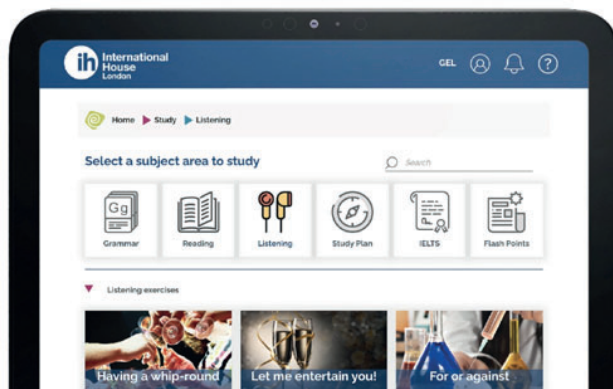 ih International
House
London
GEL
?
Home Study Listening
Select a subject area to study
Search
Gg
Grammar
Reading
Listening
Study Plan
IELTS
Flash Points
Listening exercises
Having a whip-round
Let me entertain you!
For or against